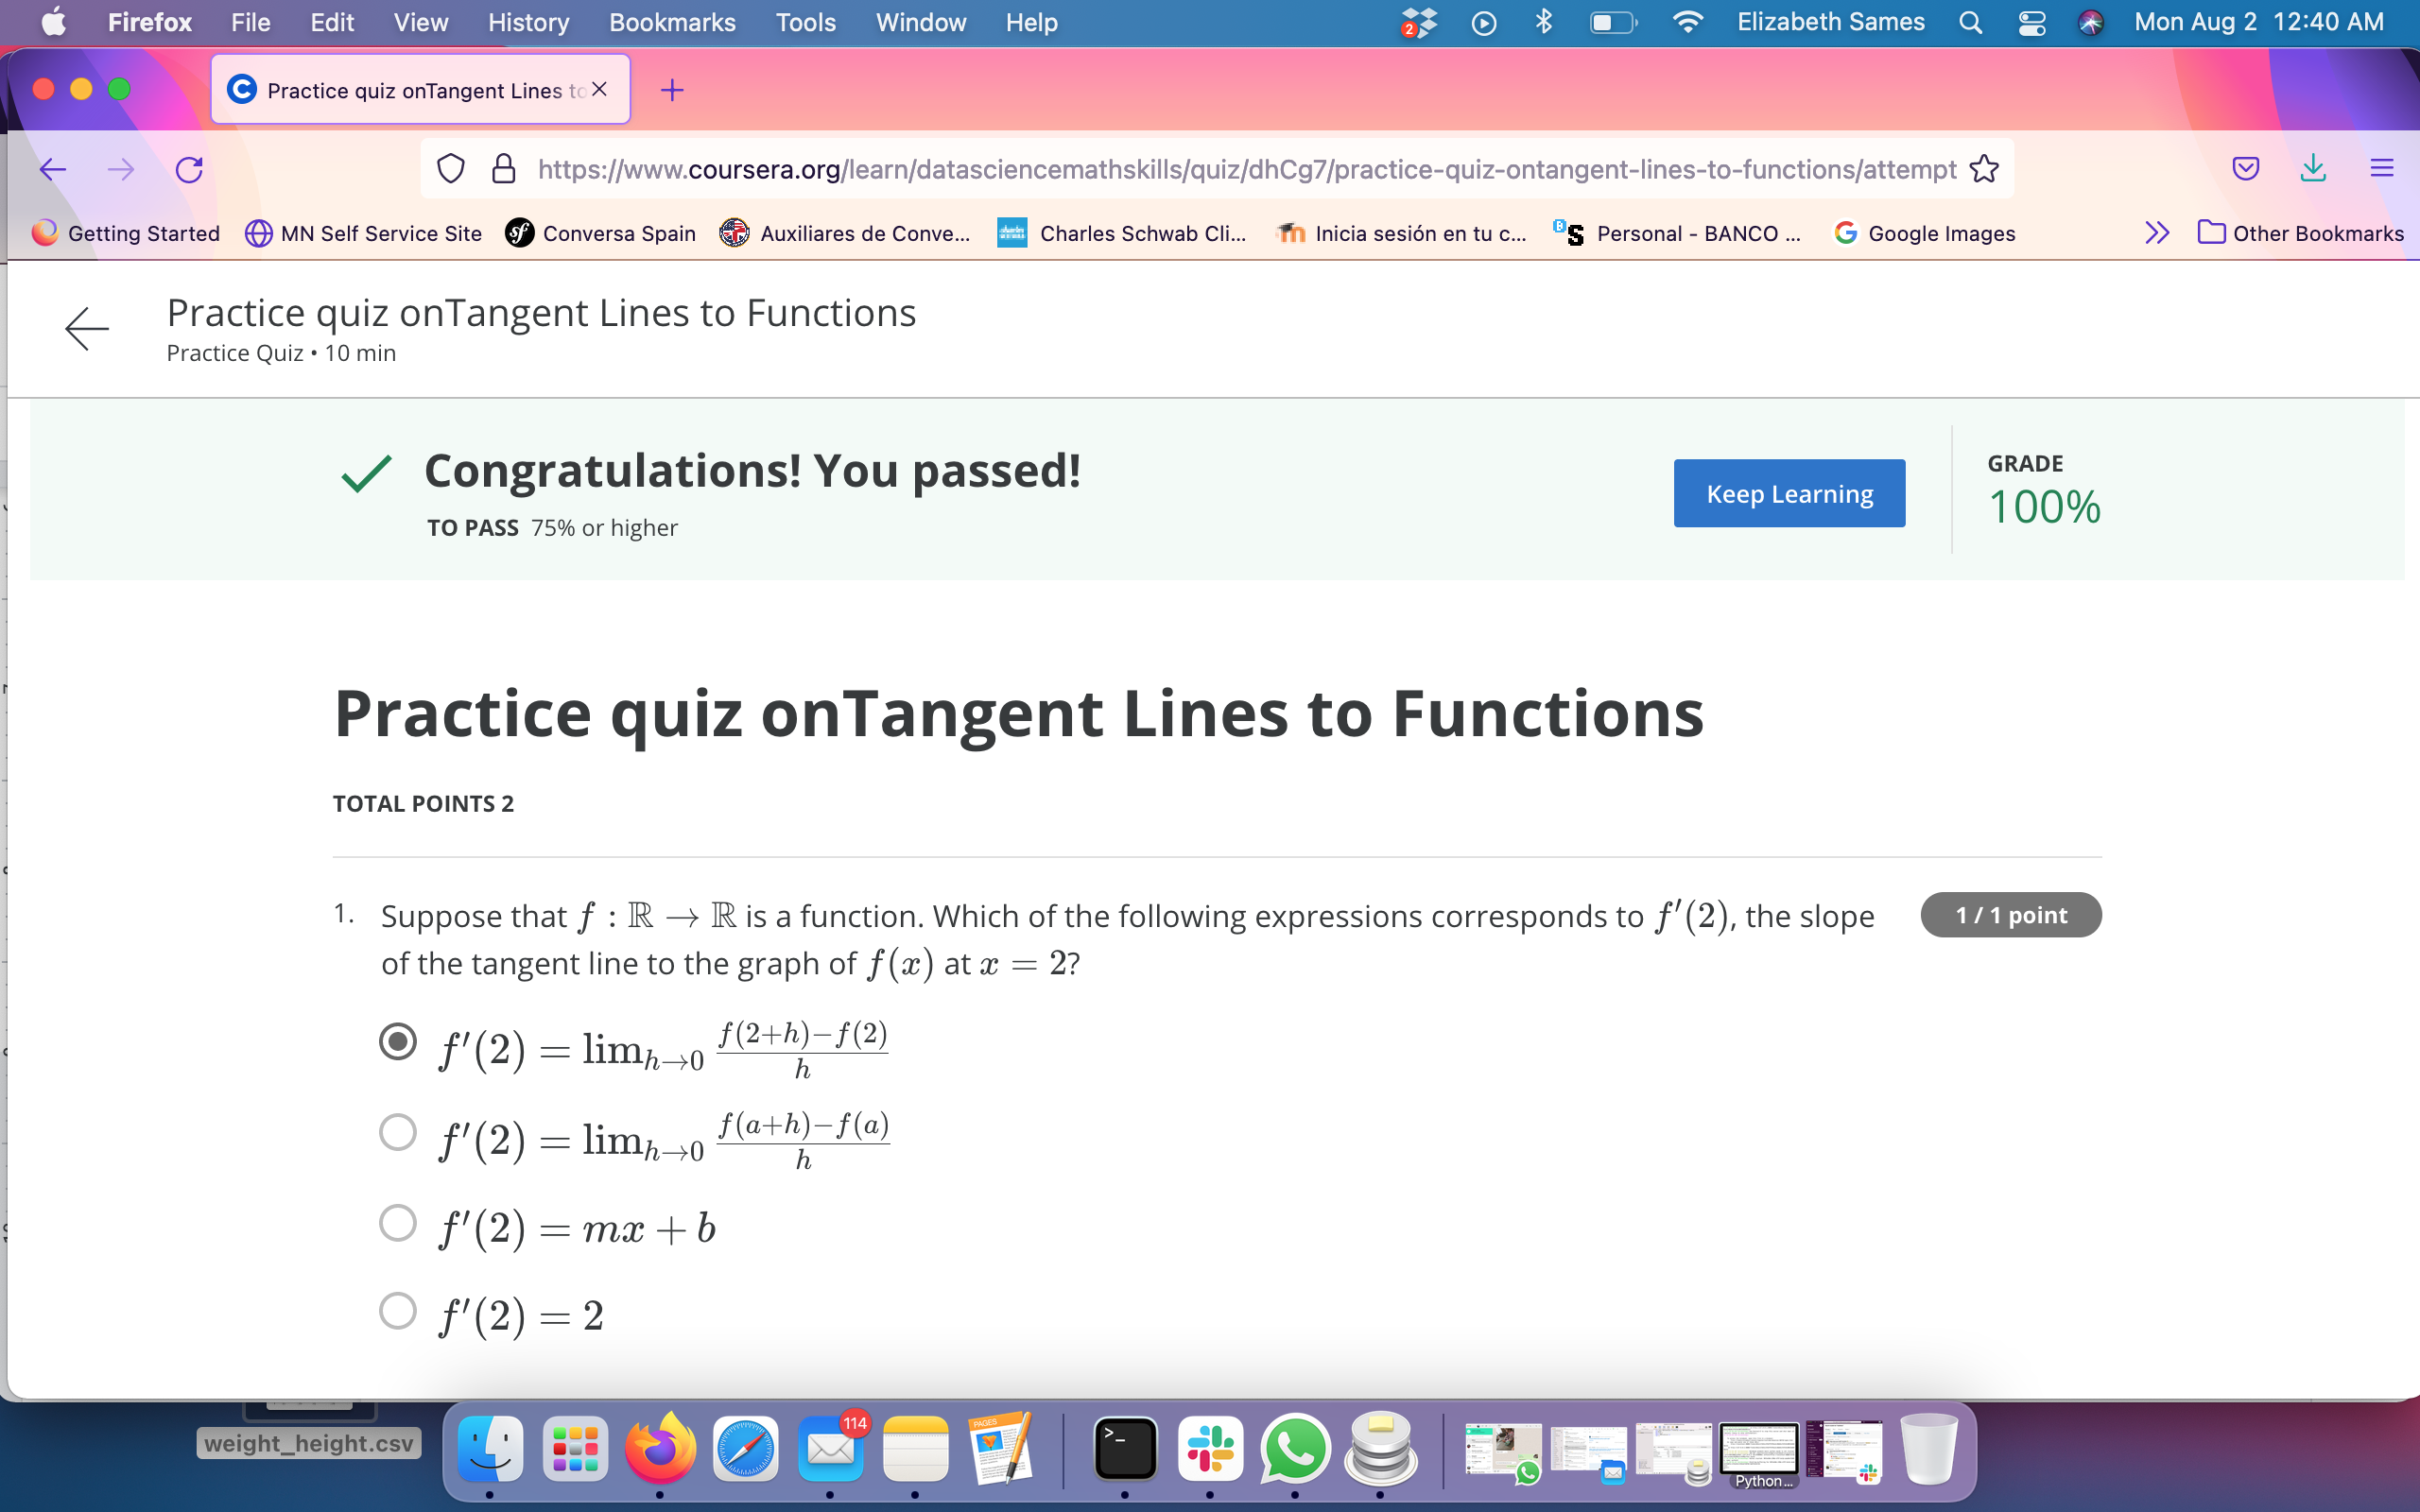 Firefox File Edit View History Bookmarks Tools Window Help 2 Elizabeth Sames Mon Aug 2 12:40 AM
Practice quiz onTangent Lines to
https://www.coursera.org/learn/datasciencemathskills/quiz/dhCg7/practice-quiz-ontangent-lines-to-functions/attempt
Getting Started MN Self Service Site Conversa Spain Auxiliares de Conve... Charles Schwab Cli... Inicia sesión en tu c... Personal - BANCO ... Google Images Other Bookmarks
Practice quiz onTangent Lines to Functions
Practice Quiz • 10 min
Congratulations! You passed!
TO PASS 75% or higher
Keep Learning
GRADE
100%
Practice quiz onTangent Lines to Functions
TOTAL POINTS 2
1. Suppose that f : ℝ → ℝ is a function. Which of the following expressions corresponds to f′(2), the slope
of the tangent line to the graph of f(x) at x = 2?
1 / 1 point
f′(2) = lim_{h→0} \frac{f(2+h)−f(2)}{h}
f′(2) = lim_{h→0} \frac{f(a+h)−f(a)}{h}
f′(2) = mx + b
f′(2) = 2
weight_height.csv
114
PAGES
Python ...